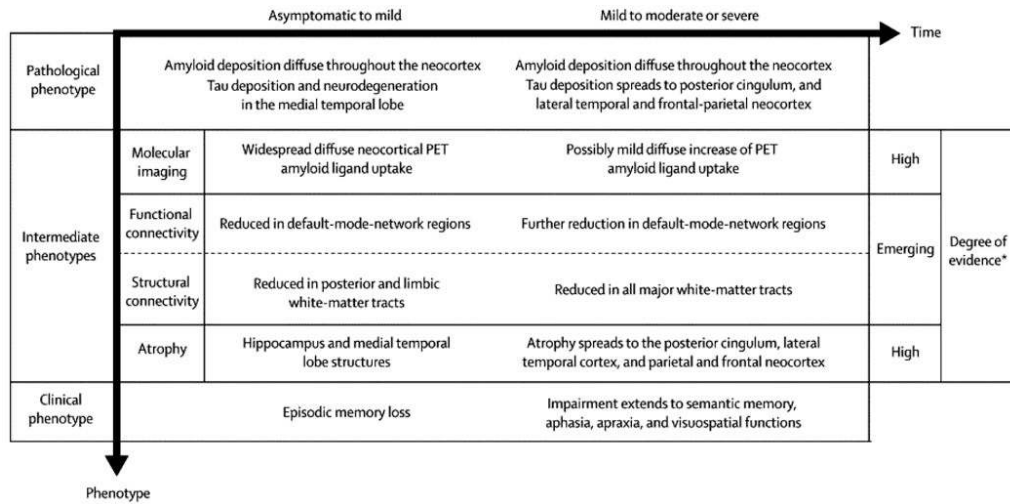 Asymptomatic to mild
Mild to moderate or severe
Time
Pathological
phenotype
Amyloid deposition diffuse throughout the neocortex
Tau deposition and neurodegeneration
in the medial temporal lobe
Amyloid deposition diffuse throughout the neocortex
Tau deposition spreads to posterior cingulum, and
lateral temporal and frontal-parietal neocortex
Intermediate
phenotypes
Molecular
imaging
Widespread diffuse neocortical PET
amyloid ligand uptake
Possibly mild diffuse increase of PET
amyloid ligand uptake
High
Functional
connectivity
Reduced in default-mode-network regions
Further reduction in default-mode-network regions
Emerging
Degree of
evidence*
Structural
connectivity
Reduced in posterior and limbic
white-matter tracts
Reduced in all major white-matter tracts
Atrophy
Hippocampus and medial temporal
lobe structures
Atrophy spreads to the posterior cingulum, lateral
temporal cortex, and parietal and frontal neocortex
High
Clinical
phenotype
Episodic memory loss
Impairment extends to semantic memory,
aphasia, apraxia, and visuospatial functions
Phenotype